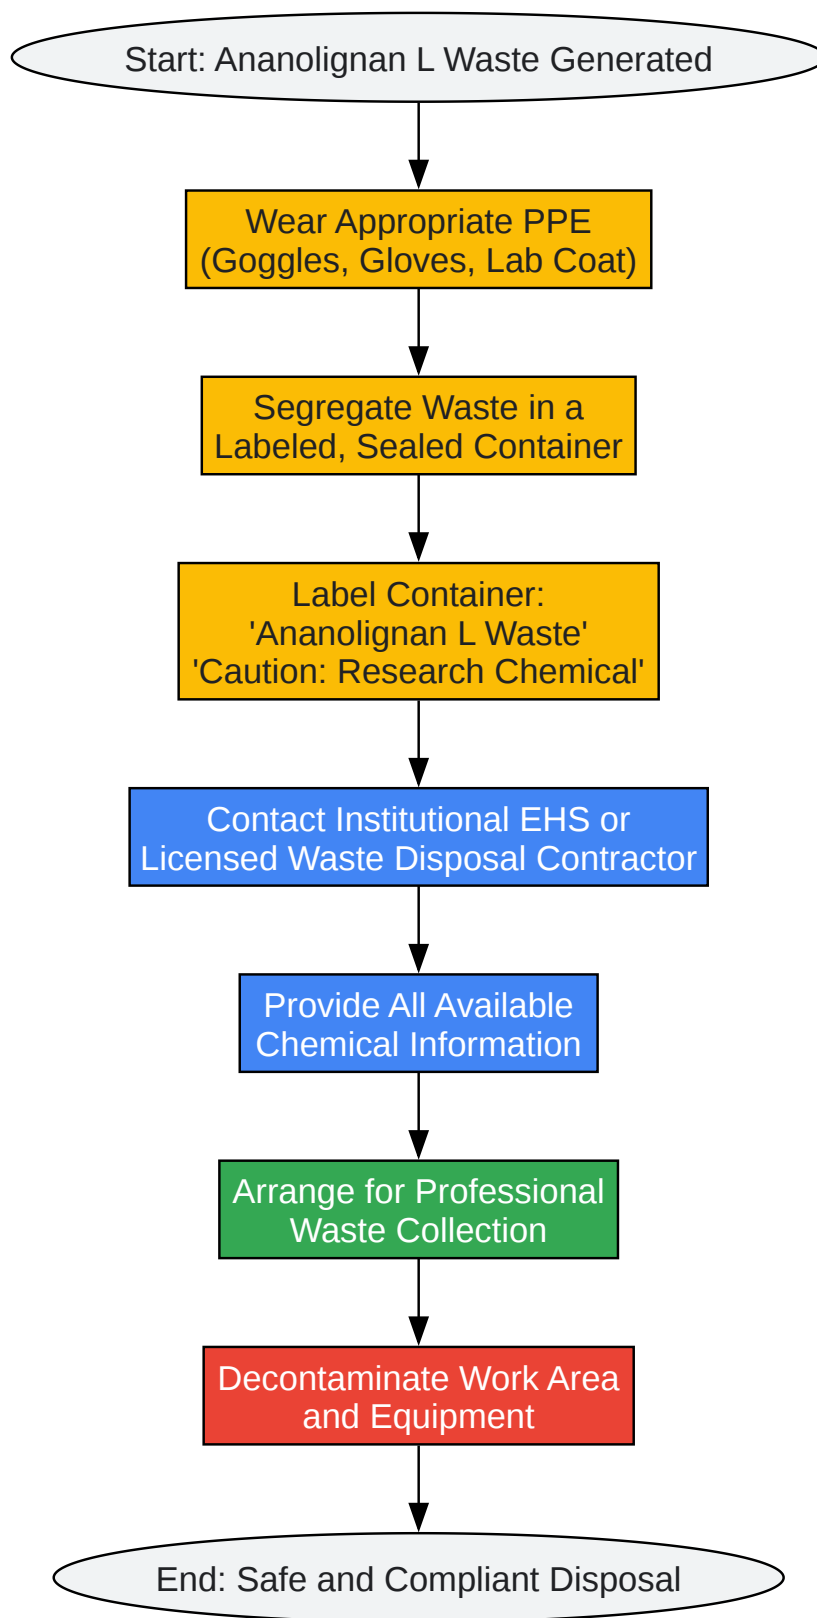 Start: Ananolignan L Waste Generated
Wear Appropriate PPE
(Goggles, Gloves, Lab Coat)
Segregate Waste in a
Labeled, Sealed Container
Label Container:
'Ananolignan L Waste'
'Caution: Research Chemical'
Contact Institutional EHS or
Licensed Waste Disposal Contractor
Provide All Available
Chemical Information
Arrange for Professional
Waste Collection
Decontaminate Work Area
and Equipment
End: Safe and Compliant Disposal